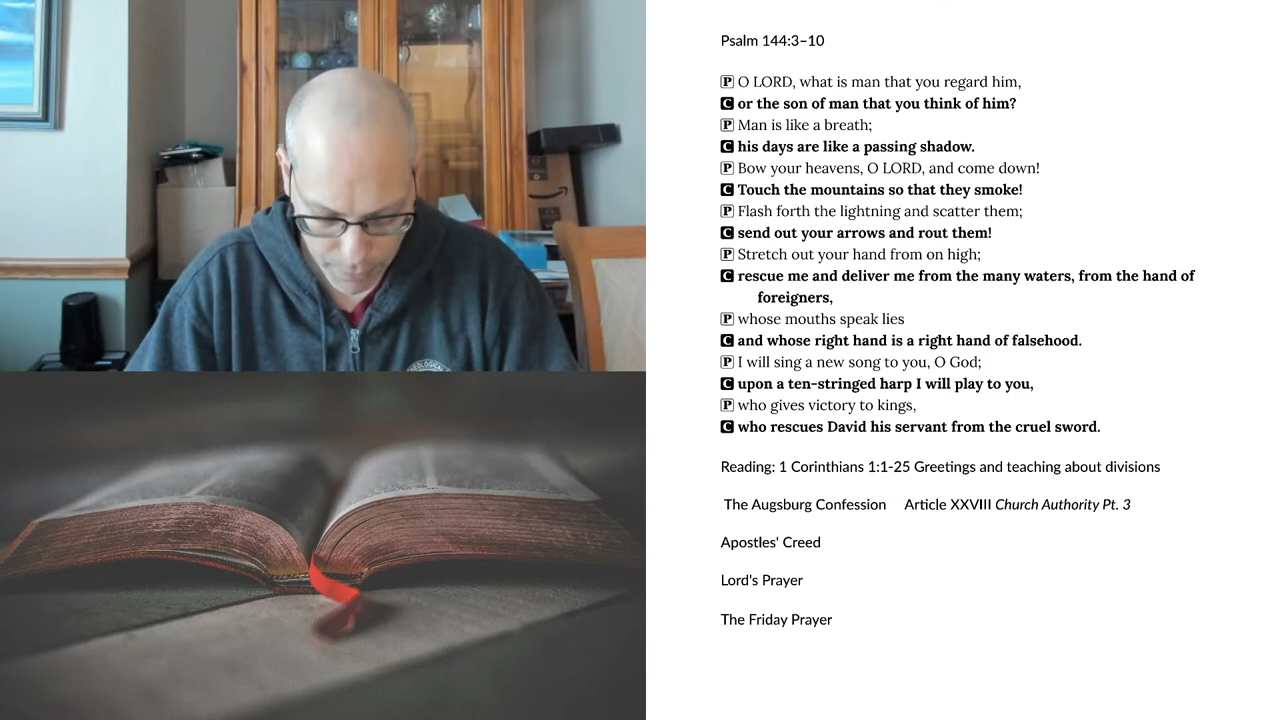 Psalm 144:3–10
P O LORD, what is man that you regard him,
C or the son of man that you think of him?
P Man is like a breath;
C his days are like a passing shadow.
P Bow your heavens, O LORD, and come down!
C Touch the mountains so that they smoke!
P Flash forth the lightning and scatter them;
C send out your arrows and rout them!
P Stretch out your hand from on high;
C rescue me and deliver me from the many waters, from the hand of
foreigners,
P whose mouths speak lies
C and whose right hand is a right hand of falsehood.
P I will sing a new song to you, O God;
C upon a ten-stringed harp I will play to you,
P who gives victory to kings,
C who rescues David his servant from the cruel sword.
Reading: 1 Corinthians 1:1-25 Greetings and teaching about divisions
The Augsburg Confession Article XXVIII Church Authority Pt. 3
Apostles' Creed
Lord's Prayer
The Friday Prayer